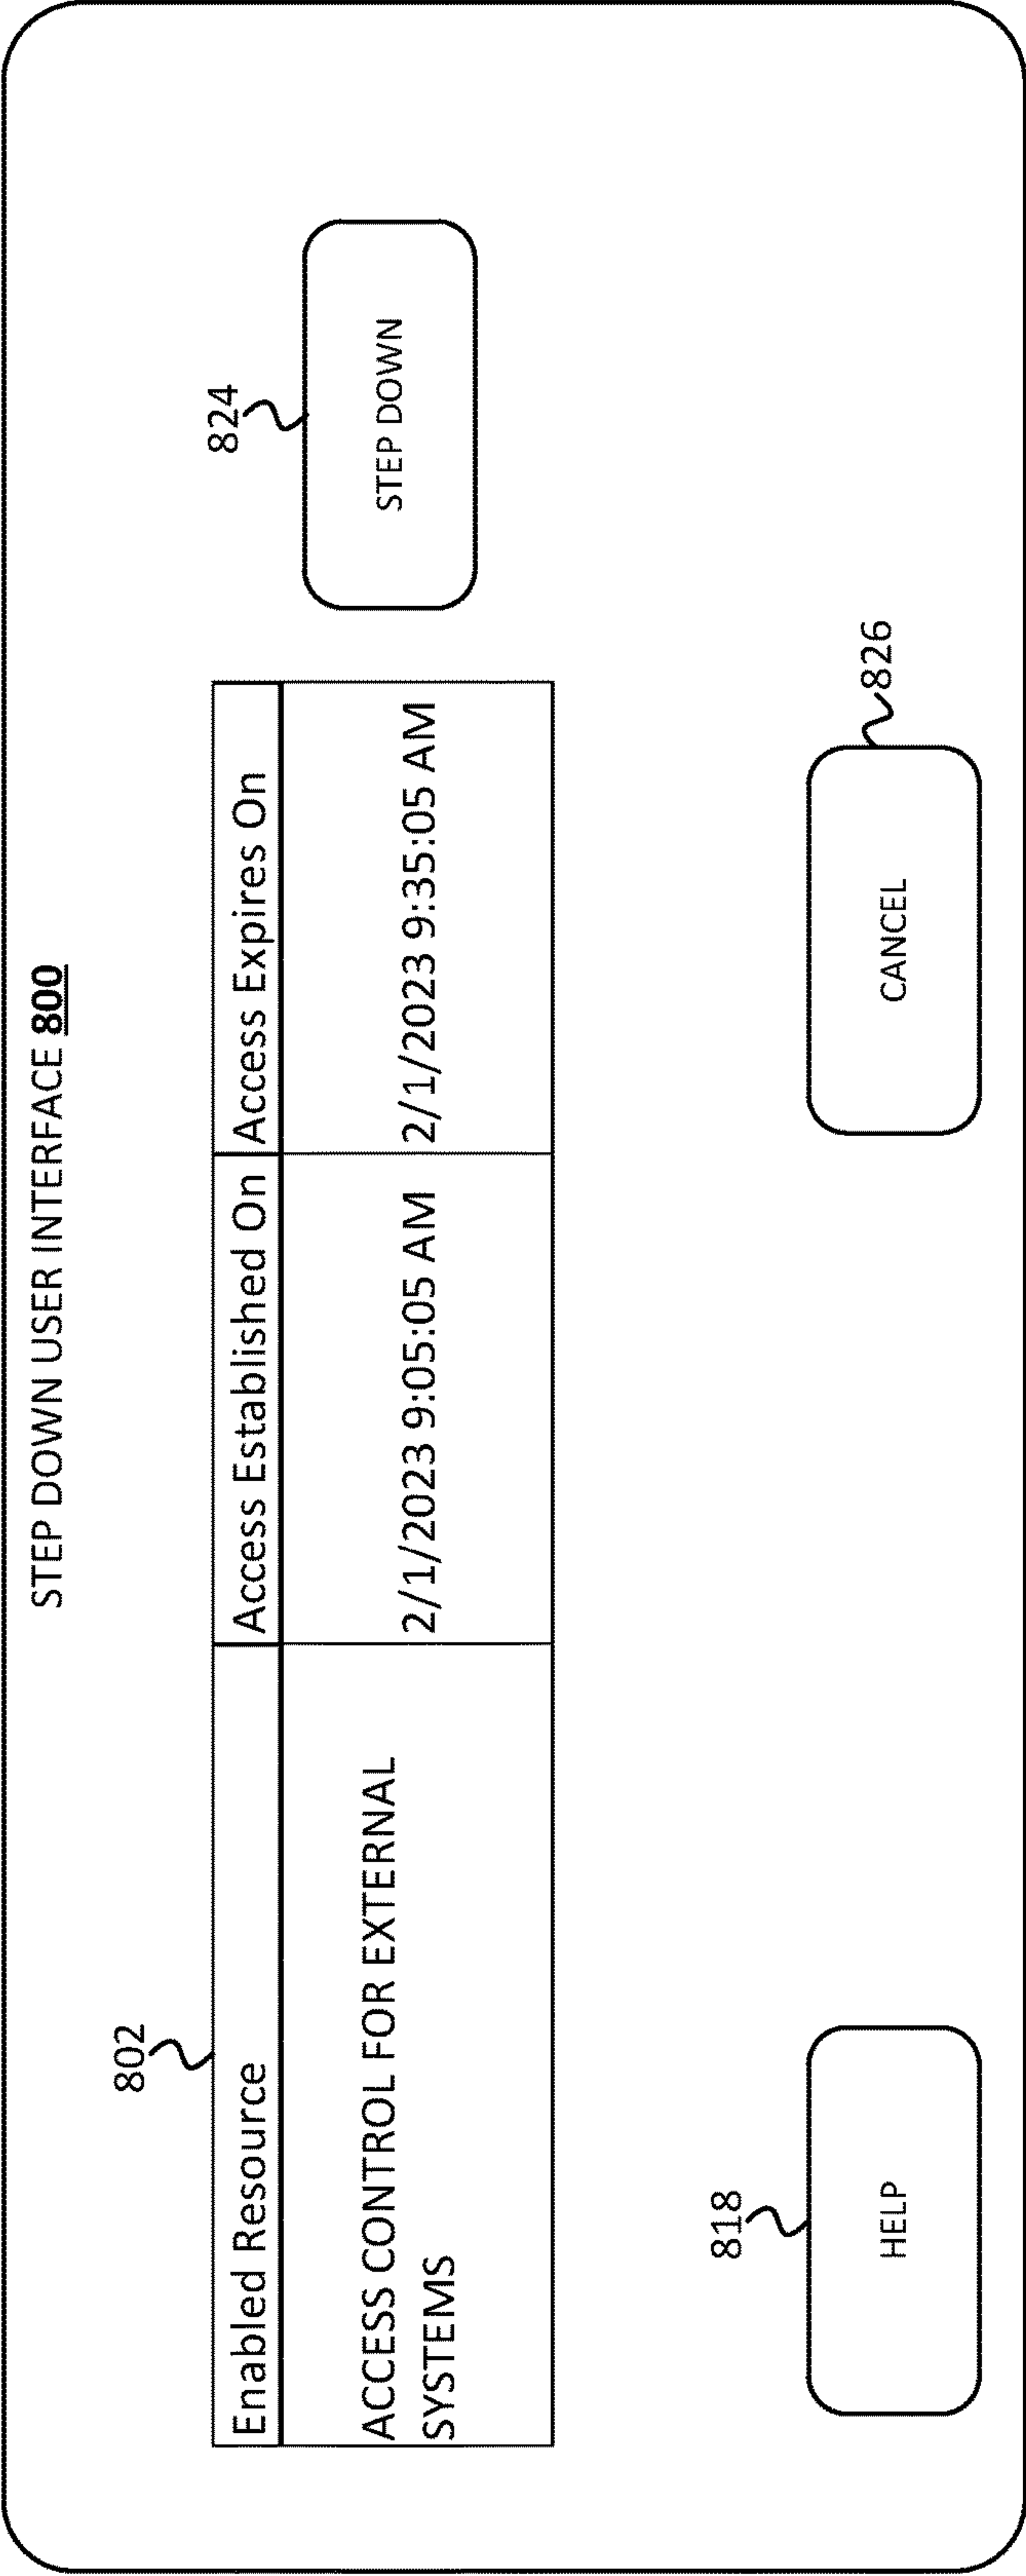 STEP DOWN USER INTERFACE 800
802
Enabled Resource
Access Established On
Access Expires On
ACCESS CONTROL FOR EXTERNAL
SYSTEMS
2/1/2023 9:05:05 AM
2/1/2023 9:35:05 AM
824
STEP DOWN
818
HELP
CANCEL
826